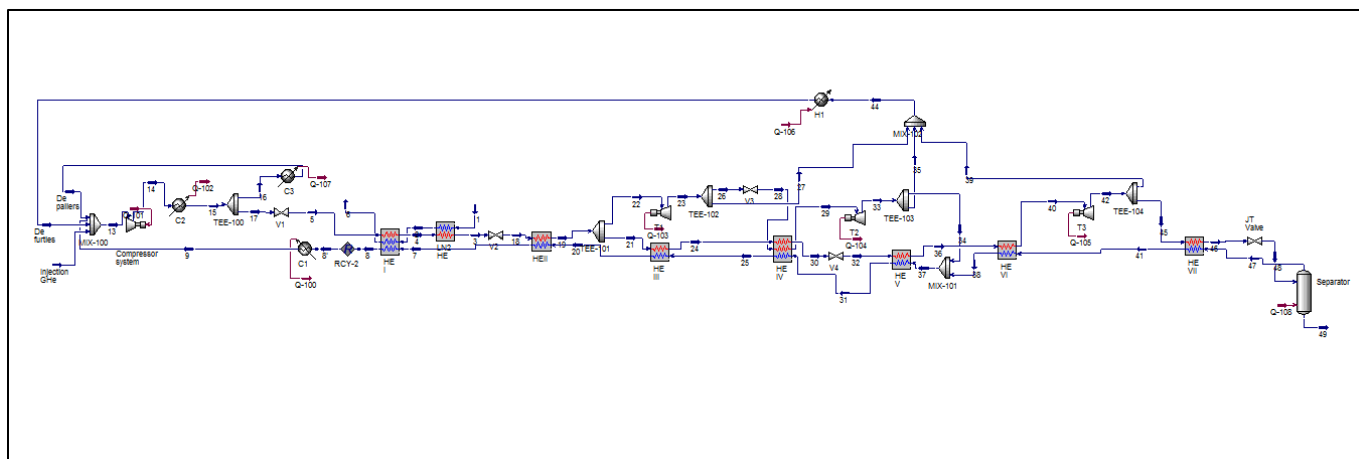 44
H1
Q-106
MIX-102
14
Q-102
C3
Q-107
De
paliers
16
C2
15
TEE-100
17
V1
5
6
De
turbies
MIX-100
13
Compressor
system
9
Injection
GHe
C1
Q-100
8'
RCY-2
8
HE
I
4
7
LN2
HE
1
3
V2
18
HEII
19
20
TEE-101
22
21
Q-103
23
TEE-102
26
V3
28
27
HE
III
24
25
HE
IV
29
T2
Q-104
33
TEE-103
35
34
30
V4
32
31
HE
V
36
37
MIX-101
38
39
HE
VI
40
T3
Q-105
42
TEE-104
45
41
HE
VII
46
JT
Valve
47
48
Separator
Q-108
49